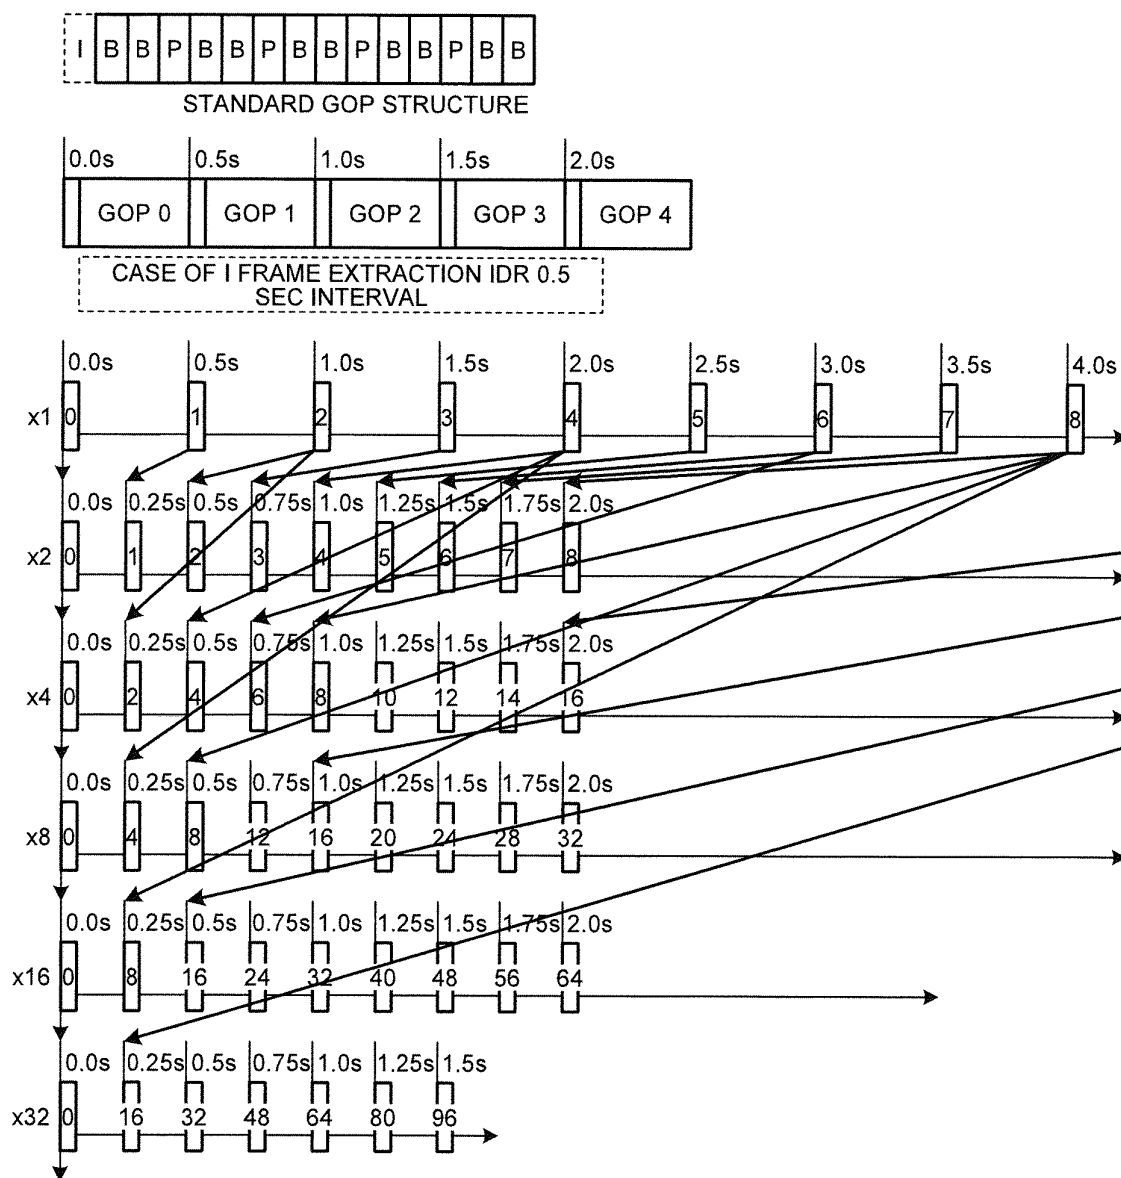 I B B P B B P B B P B B P B B
STANDARD GOP STRUCTURE
0.0s 0.5s 1.0s 1.5s 2.0s
GOP 0 GOP 1 GOP 2 GOP 3 GOP 4
CASE OF I FRAME EXTRACTION IDR 0.5
SEC INTERVAL
0.0s 0.5s 1.0s 1.5s 2.0s 2.5s 3.0s 3.5s 4.0s
x1 0 1 2 3 4 5 6 7 8
0.0s 0.25s 0.5s 0.75s 1.0s 1.25s 1.5s 1.75s 2.0s
x2 0 1 2 3 4 5 6 7 8
0.0s 0.25s 0.5s 0.75s 1.0s 1.25s 1.5s 1.75s 2.0s
x4 0 2 4 6 8 10 12 14 16
0.0s 0.25s 0.5s 0.75s 1.0s 1.25s 1.5s 1.75s 2.0s
x8 0 4 8 12 16 20 24 28 32
0.0s 0.25s 0.5s 0.75s 1.0s 1.25s 1.5s 1.75s 2.0s
x16 0 8 16 24 32 40 48 56 64
0.0s 0.25s 0.5s 0.75s 1.0s 1.25s 1.5s
x32 0 16 32 48 64 80 96